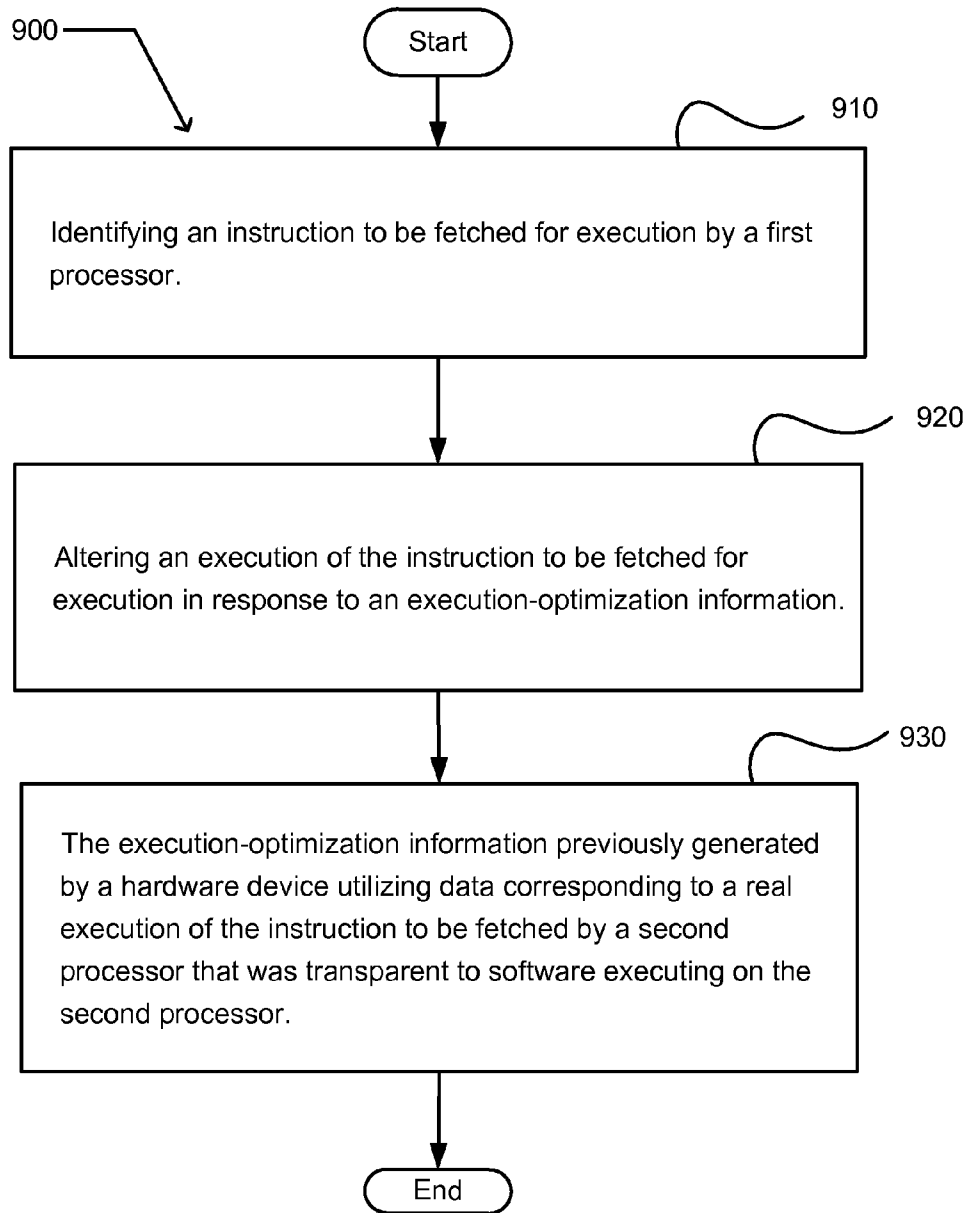 900
Start
910
Identifying an instruction to be fetched for execution by a first
processor.
920
Altering an execution of the instruction to be fetched for
execution in response to an execution-optimization information.
930
The execution-optimization information previously generated
by a hardware device utilizing data corresponding to a real
execution of the instruction to be fetched by a second
processor that was transparent to software executing on the
second processor.
End